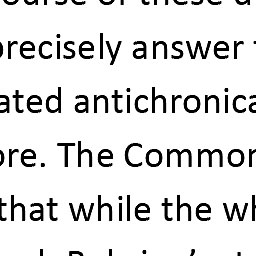 ourse of these d
precisely answer
ated antichronica
ore. The Common
that while the wh